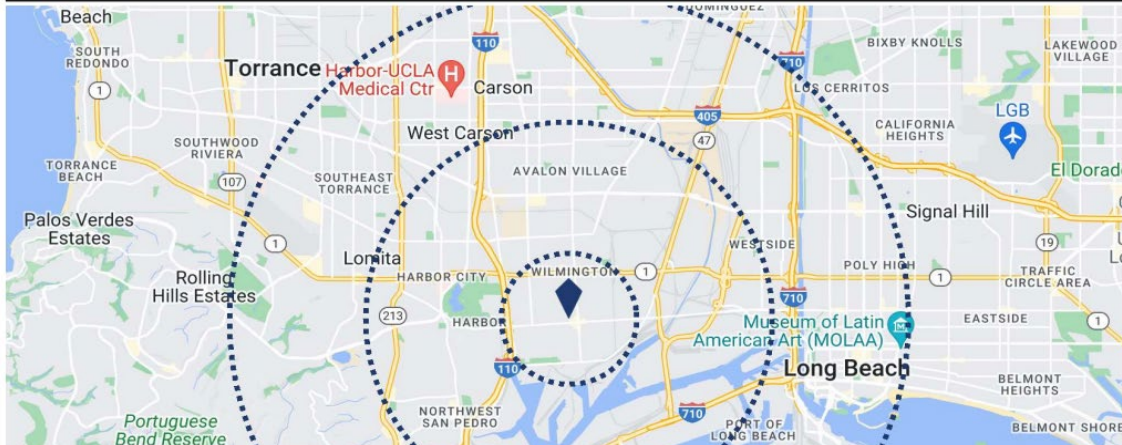 DOMINGUEZ
Beach
SOUTH
REDONDO
110
710
BIXBY KNOLLS
LAKEWOOD
VILLAGE
Torrance
Harbor-UCLA
Medical Ctr
H
Carson
LOS CERRITOS
1
405
LGB
West Carson
47
CALIFORNIA
HEIGHTS
SOUTHWOOD
RIVIERA
TORRANCE
BEACH
107
SOUTHEAST
TORRANCE
AVALON VILLAGE
El Dorado
Palos Verdes
Estates
Signal Hill
1
Lomita
WESTSIDE
19
Rolling
Hills Estates
HARBOR CITY
WILMINGTON
1
POLY HIGH
1
TRAFFIC
CIRCLE AREA
710
213
HARBOR
Museum of Latin
American Art (MOLAA)
EASTSIDE
1
110
Long Beach
BELMONT
HEIGHTS
Portuguese
Bend Reserve
NORTHWEST
SAN PEDRO
710
PORT OF
LONG BEACH
BELMONT SHORE